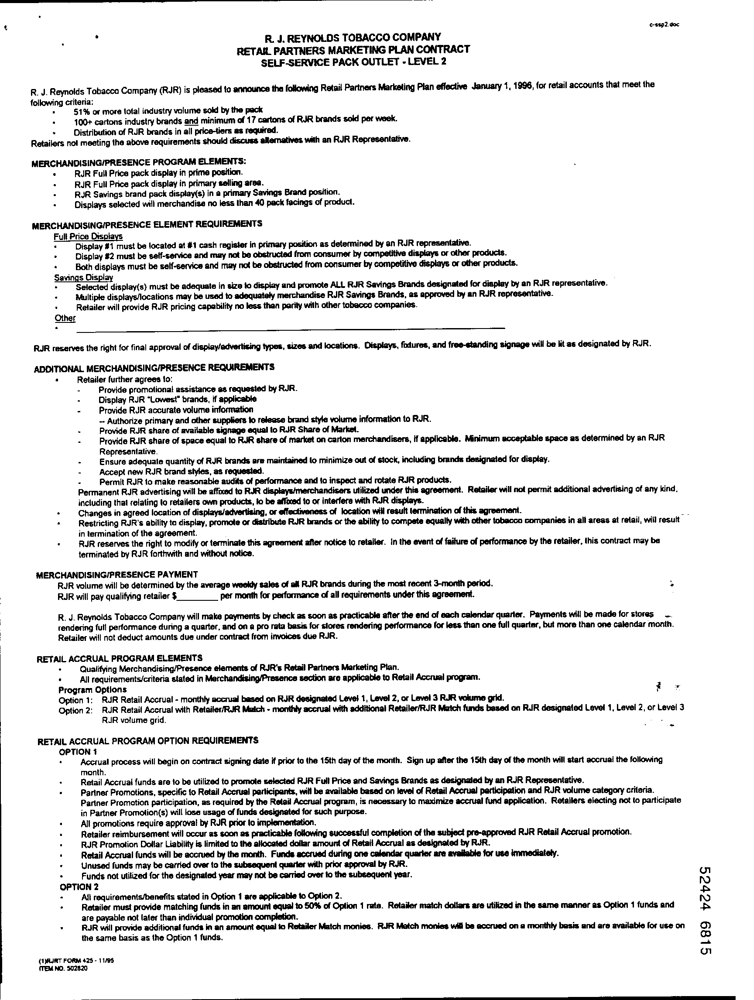 c-ssp2.doc
R. J. REYNOLDS TOBACCO COMPANY
RETAIL PARTNERS MARKETING PLAN CONTRACT
SELF-SERVICE PACK OUTLET - LEVEL 2
R. J. Reynolds Tobacco Company (RJR) is pleased to announce the following Retail Partners Marketing Plan effective January 1, 1996, for retail accounts that meet the
following criteria:
• 51% or more total industry volume sold by the pack
• 100+ cartons industry brands and minimum of 17 cartons of RJR brands sold per week.
• Distribution of RJR brands in all price-tiers as required.
Retailers not meeting the above requirements should discuss alternatives with an RJR Representative.
MERCHANDISING/PRESENCE PROGRAM ELEMENTS:
• RJR Full Price pack display in prime position.
• RJR Full Price pack display in primary selling area.
• RJR Savings brand pack display(s) in a primary Savings Brand position.
• Displays selected will merchandise no less than 40 pack facings of product.
MERCHANDISING/PRESENCE ELEMENT REQUIREMENTS
Full Price Displays
• Display #1 must be located at #1 cash register in primary position as determined by an RJR representative.
• Display #2 must be self-service and may not be obstructed from consumer by competitive displays or other products.
• Both displays must be self-service and may not be obstructed from consumer by competitive displays or other products.
Savings Display
• Selected display(s) must be adequate in size to display and promote ALL RJR Savings Brands designated for display by an RJR representative.
• Multiple displays/locations may be used to adequately merchandise RJR Savings Brands, as approved by an RJR representative.
• Retailer will provide RJR pricing capability no less than parity with other tobacco companies.
Other
•
RJR reserves the right for final approval of display/advertising types, sizes and locations. Displays, fixtures, and free-standing signage will be lit as designated by RJR.
ADDITIONAL MERCHANDISING/PRESENCE REQUIREMENTS
• Retailer further agrees to:
- Provide promotional assistance as requested by RJR.
- Display RJR "Lowest" brands, if applicable
- Provide RJR accurate volume information
-- Authorize primary and other suppliers to release brand style volume information to RJR.
- Provide RJR share of available signage equal to RJR Share of Market.
- Provide RJR share of space equal to RJR share of market on carton merchandisers, if applicable. Minimum acceptable space as determined by an RJR
Representative.
- Ensure adequate quantity of RJR brands are maintained to minimize out of stock, including brands designated for display.
- Accept new RJR brand styles, as requested.
- Permit RJR to make reasonable audits of performance and to inspect and rotate RJR products.
Permanent RJR advertising will be affixed to RJR displays/merchandisers utilized under this agreement. Retailer will not permit additional advertising of any kind,
including that relating to retailers own products, to be affixed to or interfere with RJR displays.
• Changes in agreed location of displays/advertising, or effectiveness of location will result termination of this agreement.
• Restricting RJR's ability to display, promote or distribute RJR brands or the ability to compete equally with other tobacco companies in all areas at retail, will result
in termination of the agreement.
• RJR reserves the right to modify or terminate this agreement after notice to retailer. In the event of failure of performance by the retailer, this contract may be
terminated by RJR forthwith and without notice.
MERCHANDISING/PRESENCE PAYMENT
RJR volume will be determined by the average weekly sales of all RJR brands during the most recent 3-month period.
RJR will pay qualifying retailer $________ per month for performance of all requirements under this agreement.
R. J. Reynolds Tobacco Company will make payments by check as soon as practicable after the end of each calendar quarter. Payments will be made for stores
rendering full performance during a quarter, and on a pro rata basis for stores rendering performance for less than one full quarter, but more than one calendar month.
Retailer will not deduct amounts due under contract from invoices due RJR.
RETAIL ACCRUAL PROGRAM ELEMENTS
• Qualifying Merchandising/Presence elements of RJR's Retail Partners Marketing Plan.
• All requirements/criteria stated in Merchandising/Presence section are applicable to Retail Accrual program.
Program Options
Option 1: RJR Retail Accrual - monthly accrual based on RJR designated Level 1, Level 2, or Level 3 RJR volume grid.
Option 2: RJR Retail Accrual with Retailer/RJR Match - monthly accrual with additional Retailer/RJR Match funds based on RJR designated Level 1, Level 2, or Level 3
RJR volume grid.
RETAIL ACCRUAL PROGRAM OPTION REQUIREMENTS
OPTION 1
• Accrual process will begin on contract signing date if prior to the 15th day of the month. Sign up after the 15th day of the month will start accrual the following
month.
• Retail Accrual funds are to be utilized to promote selected RJR Full Price and Savings Brands as designated by an RJR Representative.
• Partner Promotions, specific to Retail Accrual participants, will be available based on level of Retail Accrual participation and RJR volume category criteria.
Partner Promotion participation, as required by the Retail Accrual program, is necessary to maximize accrual fund application. Retailers electing not to participate
in Partner Promotion(s) will lose usage of funds designated for such purpose.
• All promotions require approval by RJR prior to implementation.
• Retailer reimbursement will occur as soon as practicable following successful completion of the subject pre-approved RJR Retail Accrual promotion.
• RJR Promotion Dollar Liability is limited to the allocated dollar amount of Retail Accrual as designated by RJR.
• Retail Accrual funds will be accrued by the month. Funds accrued during one calendar quarter are available for use immediately.
• Unused funds may be carried over to the subsequent quarter with prior approval by RJR.
• Funds not utilized for the designated year may not be carried over to the subsequent year.
OPTION 2
• All requirements/benefits stated in Option 1 are applicable to Option 2.
• Retailer must provide matching funds in an amount equal to 50% of Option 1 rate. Retailer match dollars are utilized in the same manner as Option 1 funds and
are payable not later than individual promotion completion.
• RJR will provide additional funds in an amount equal to Retailer Match monies. RJR Match monies will be accrued on a monthly basis and are available for use on
the same basis as the Option 1 funds.
(1)RJRT FORM 425 - 11/95
ITEM NO. 502820
52424 6815